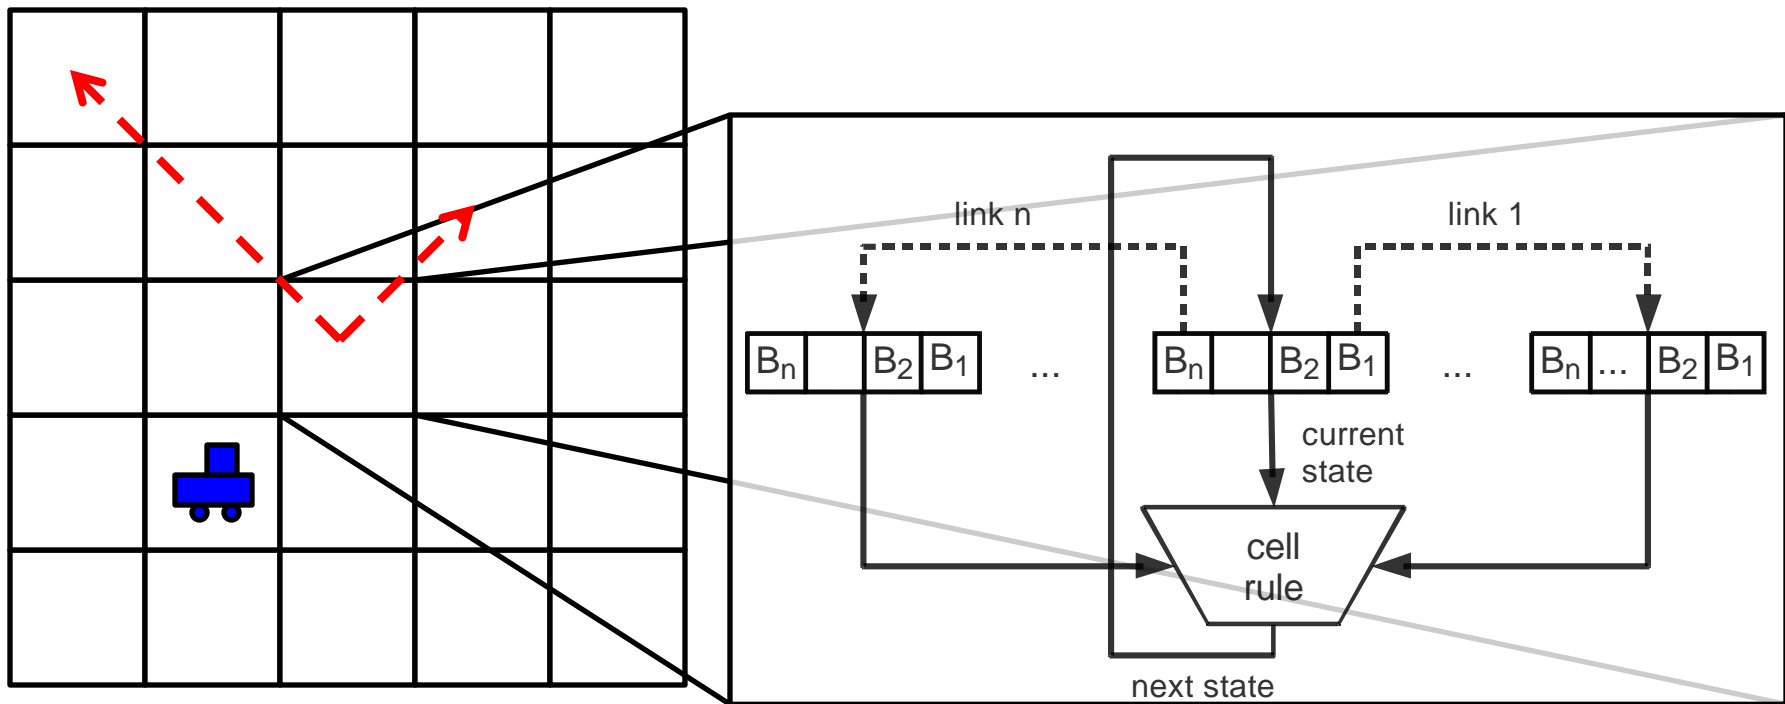 link n
link 1
Bn B2 B1 ... Bn B2 B1 ... Bn ... B2 B1
current
state
cell
rule
next state